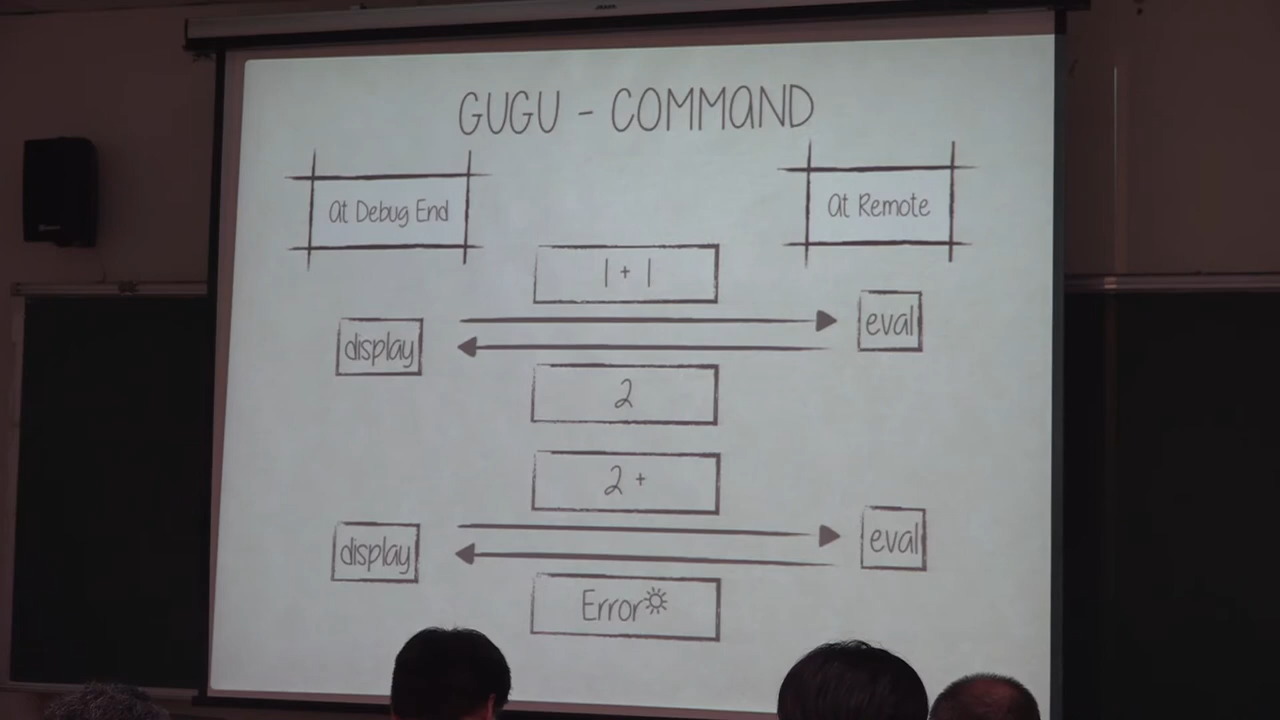 GUGU - COMMAND
At Debug End
At Remote
1 + 1
eval
display
2
2 +
eval
display
Error☼